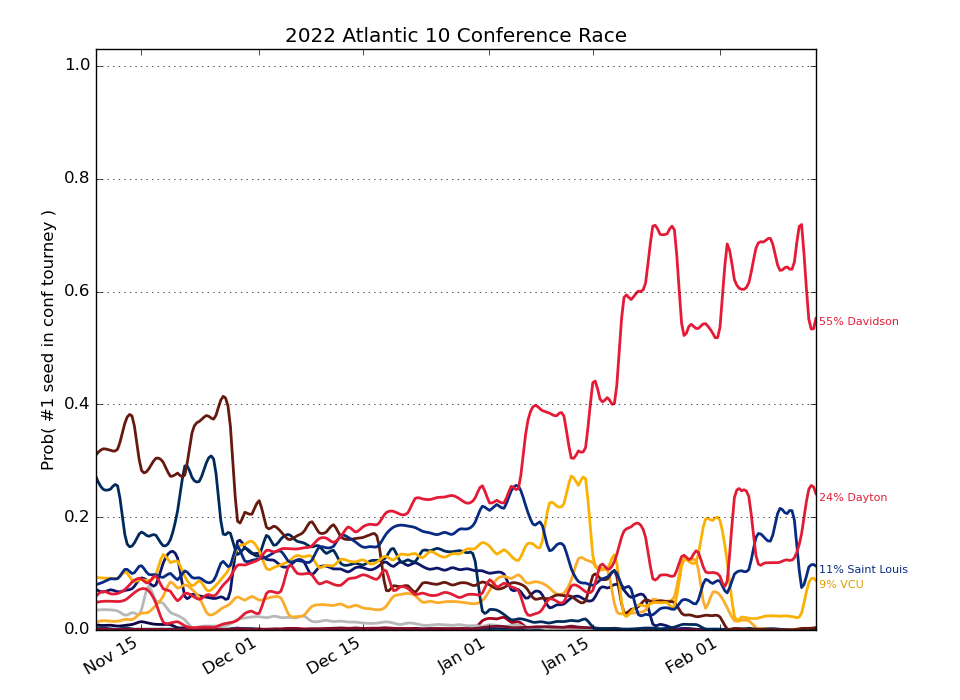 2022 Atlantic 10 Conference Race
Prob( #1 seed in conf tourney )
1.0
0.8
0.6
0.4
0.2
0.0
55% Davidson
24% Dayton
11% Saint Louis
9% VCU
Nov 15
Dec 01
Dec 15
Jan 01
Jan 15
Feb 01